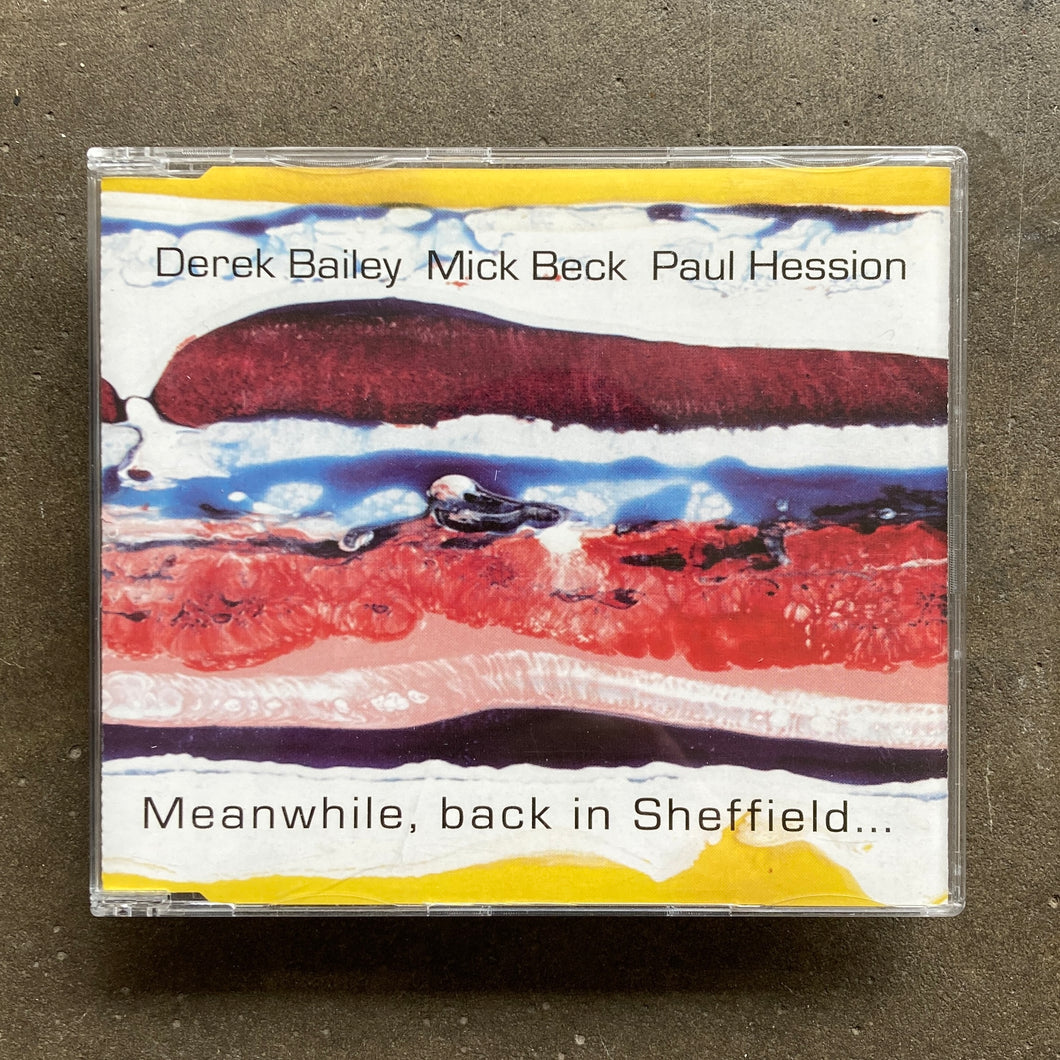 Derek Bailey Mick Beck Paul Hession
Meanwhile, back in Sheffield...